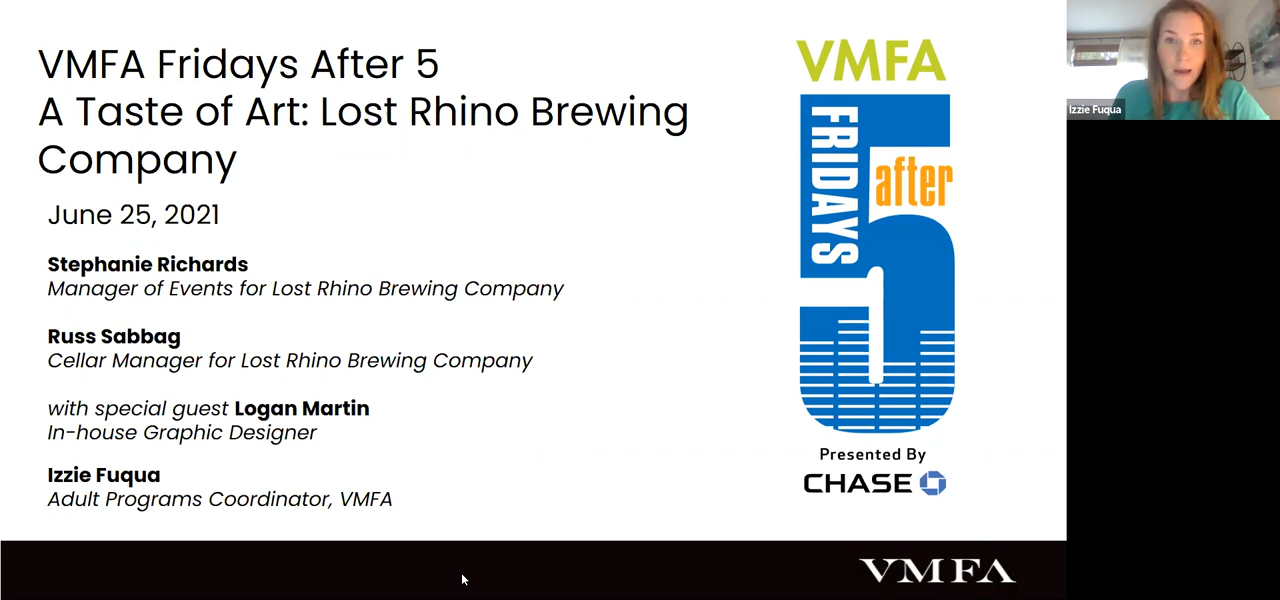 VMFA Fridays After 5
A Taste of Art: Lost Rhino Brewing
Company
June 25, 2021
Stephanie Richards
Manager of Events for Lost Rhino Brewing Company
Russ Sabbag
Cellar Manager for Lost Rhino Brewing Company
with special guest Logan Martin
In-house Graphic Designer
Izzie Fuqua
Adult Programs Coordinator, VMFA
VMFA
FRIDAYS
after
5
Presented By
CHASE
VMFA
Izzie Fuqua